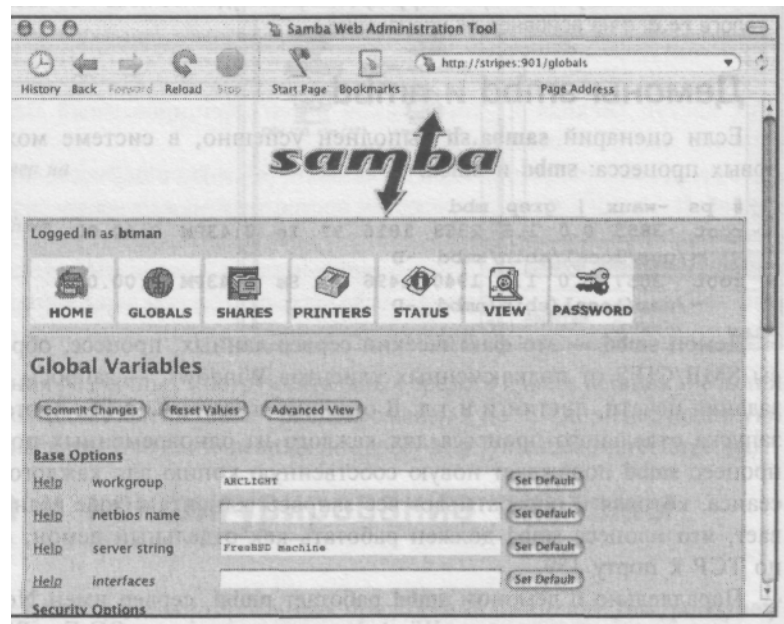 Samba Web Administration Tool
http://stripes:901/globals
History Back Forward Reload Stop Start Page Bookmarks Page Address
samba
Logged in as btman
HOME GLOBALS SHARES PRINTERS STATUS VIEW PASSWORD
Global Variables
Commit Changes Reset Values Advanced View
Base Options
Help workgroup ARCLIGHT Set Default
Help netbios name Set Default
Help server string FreeBSD machine Set Default
Help interfaces Set Default
Security Options